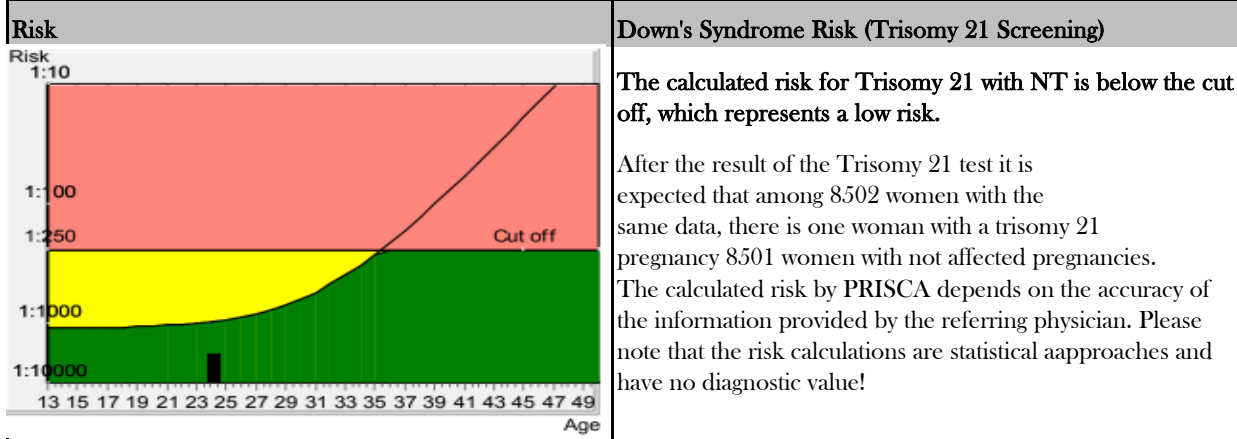 Risk
Risk
1:10
1:100
1:250
Cut off
1:1000
1:10000
13 15 17 19 21 23 25 27 29 31 33 35 37 39 41 43 45 47 49
Age
Down's Syndrome Risk (Trisomy 21 Screening)
The calculated risk for Trisomy 21 with NT is below the cut
off, which represents a low risk.
After the result of the Trisomy 21 test it is
expected that among 8502 women with the
same data, there is one woman with a trisomy 21
pregnancy 8501 women with not affected pregnancies.
The calculated risk by PRISCA depends on the accuracy of
the information provided by the referring physician. Please
note that the risk calculations are statistical aapproaches and
have no diagnostic value!